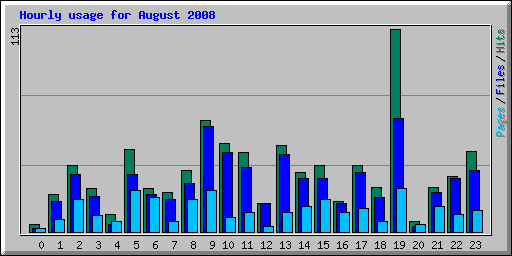 Hourly usage for August 2008
113
Pages/Files/Hits
0 1 2 3 4 5 6 7 8 9 10 11 12 13 14 15 16 17 18 19 20 21 22 23